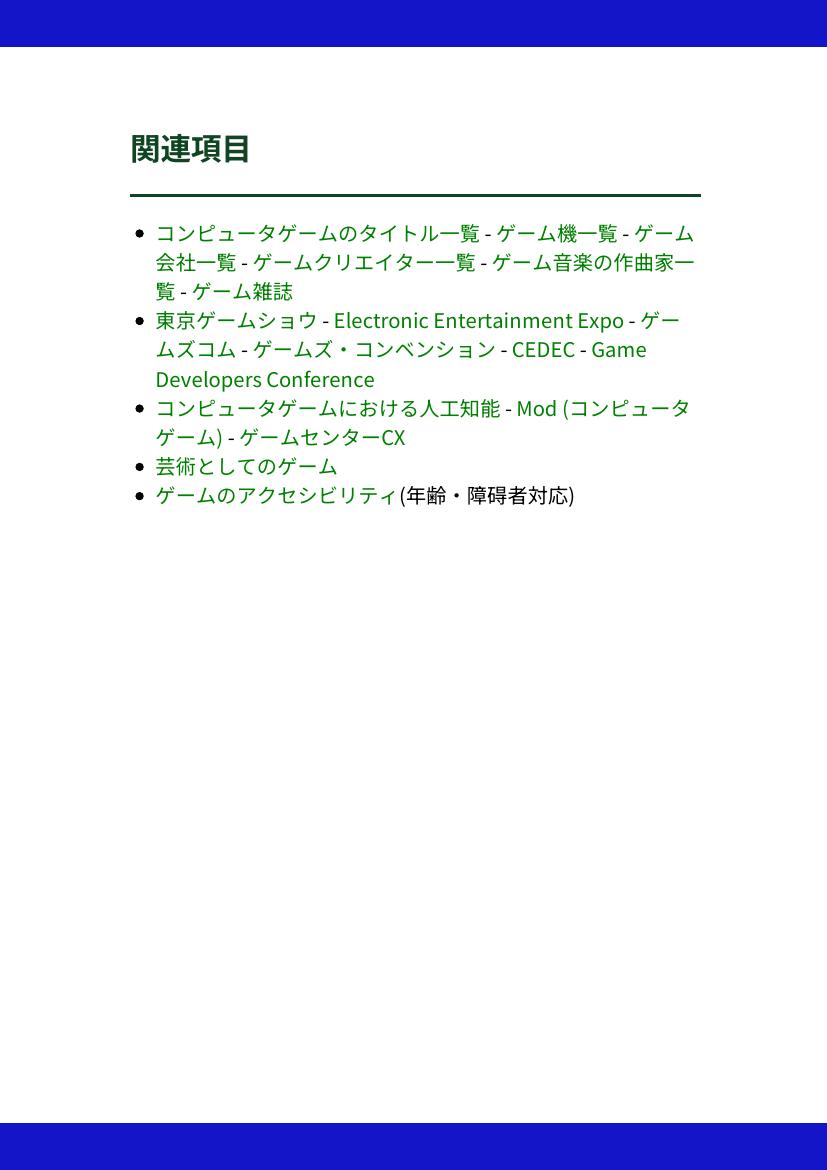 関連項目
コンピュータゲームのタイトル一覧 - ゲーム機一覧 - ゲーム
会社一覧 - ゲームクリエイター一覧 - ゲーム音楽の作曲家一
覧 - ゲーム雑誌
東京ゲームショウ - Electronic Entertainment Expo - ゲー
ムズコム - ゲームズ・コンベンション - CEDEC - Game
Developers Conference
コンピュータゲームにおける人工知能 - Mod (コンピュータ
ゲーム) - ゲームセンターCX
芸術としてのゲーム
ゲームのアクセシビリティ(年齢・障碍者対応)